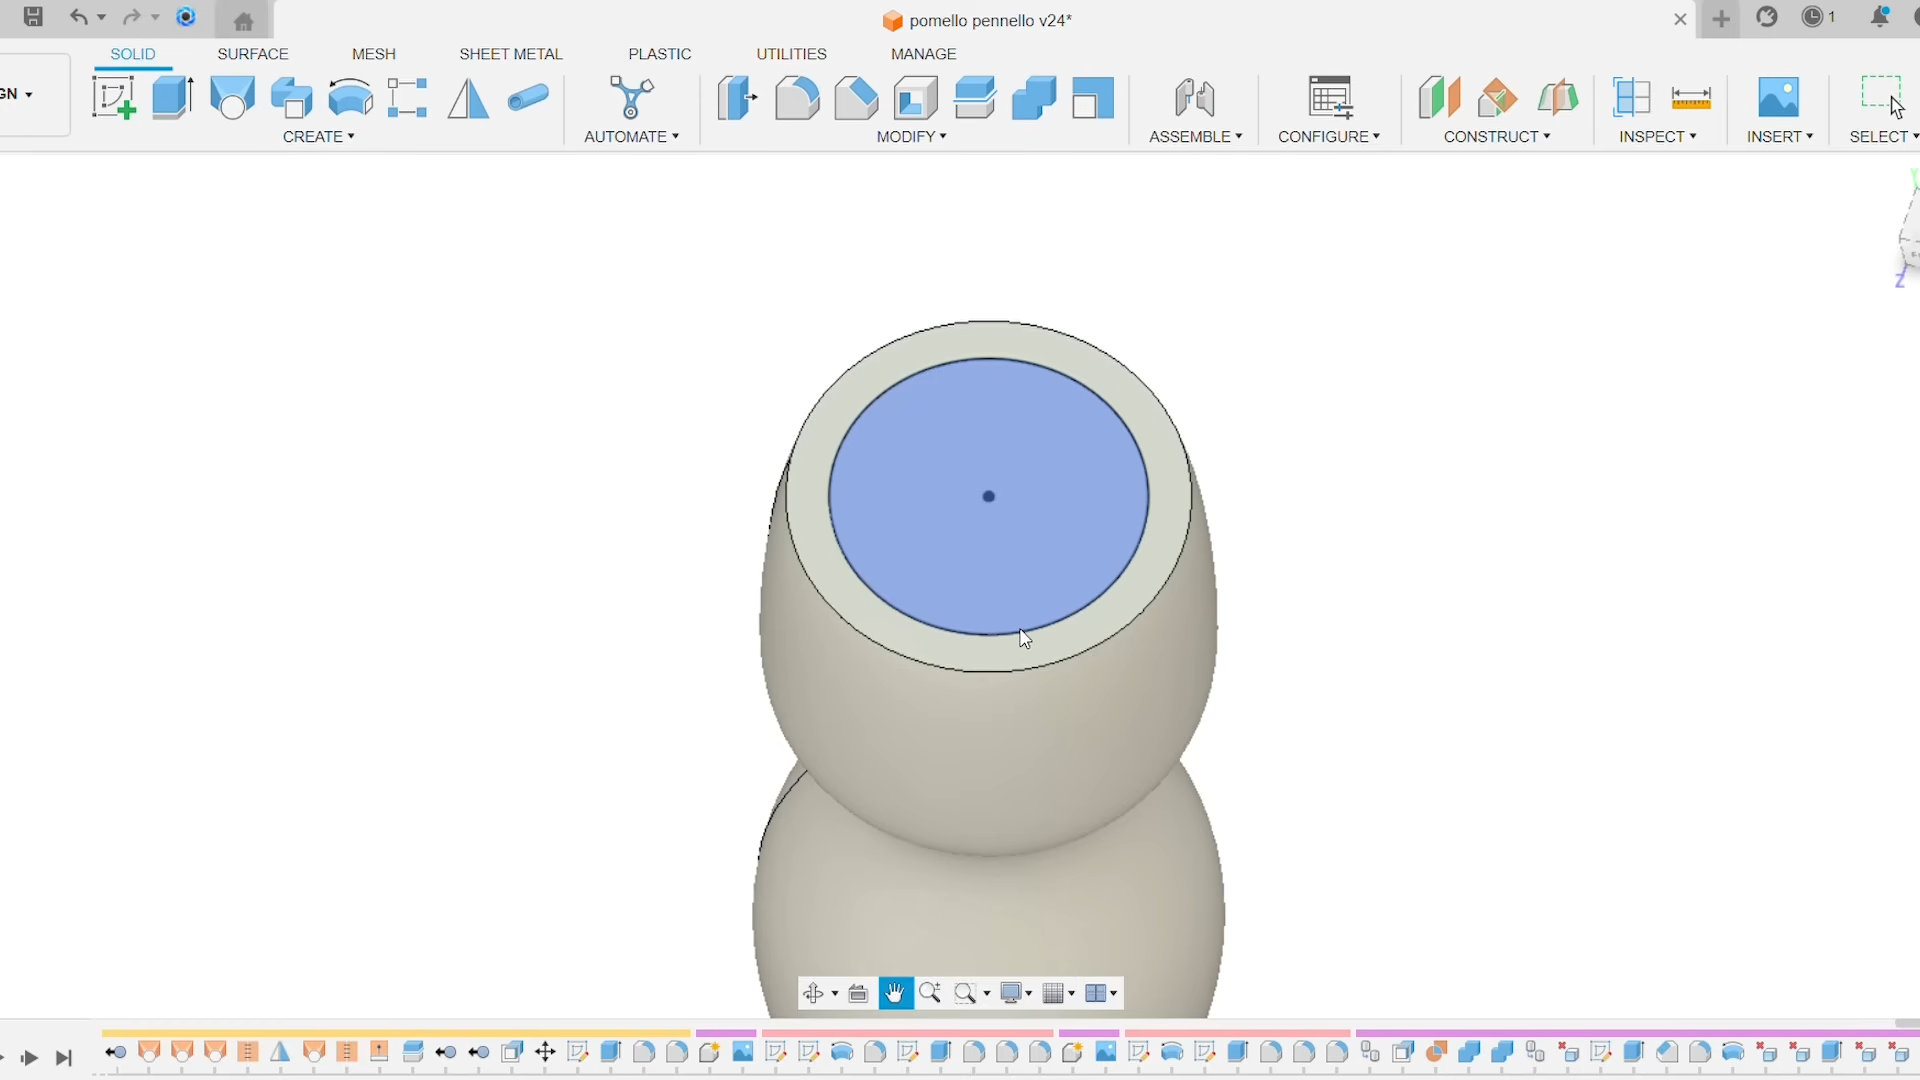 pomello pennello v24*
1
SOLID SURFACE MESH SHEET METAL PLASTIC UTILITIES MANAGE
GN
CREATE AUTOMATE MODIFY ASSEMBLE CONFIGURE CONSTRUCT INSPECT INSERT SELECT
Y
Z